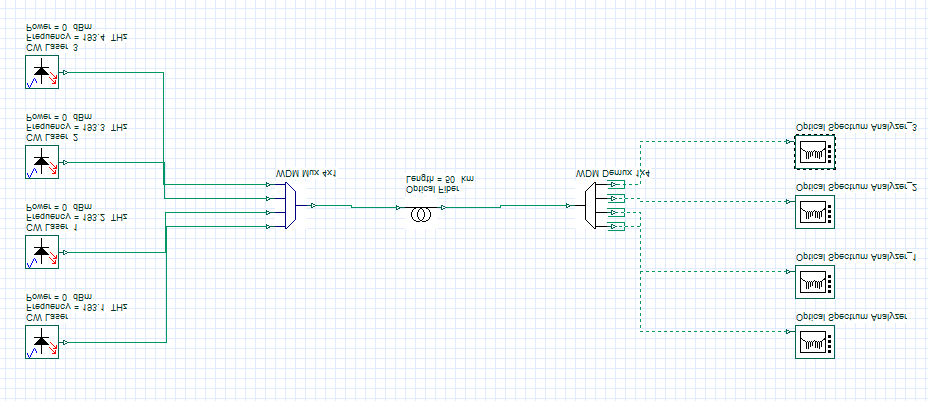 CW Laser
Frequency = 193.1 THz
Power = 0 dBm
CW Laser 1
Frequency = 193.2 THz
Power = 0 dBm
CW Laser 2
Frequency = 193.3 THz
Power = 0 dBm
CW Laser 3
Frequency = 193.4 THz
Power = 0 dBm
WDM Mux 4x1
Optical Fiber
Length = 50 km
WDM Demux 1x4
Optical Spectrum Analyzer
Optical Spectrum Analyzer_1
Optical Spectrum Analyzer_2
Optical Spectrum Analyzer_3